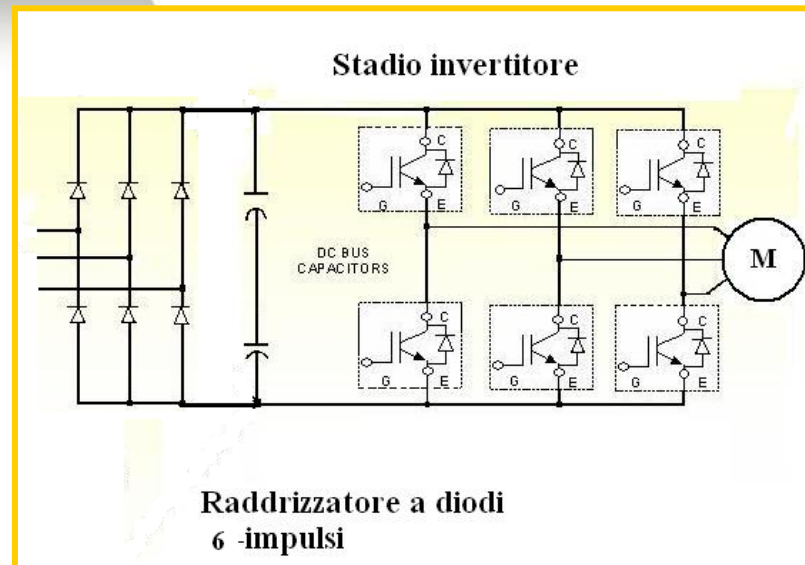 Stadio invertitore
C
C
C
G
E
G
E
G
E
DC BUS
CAPACITORS
M
C
C
C
G
E
G
E
G
E
Raddrizzatore a diodi
6 -impulsi